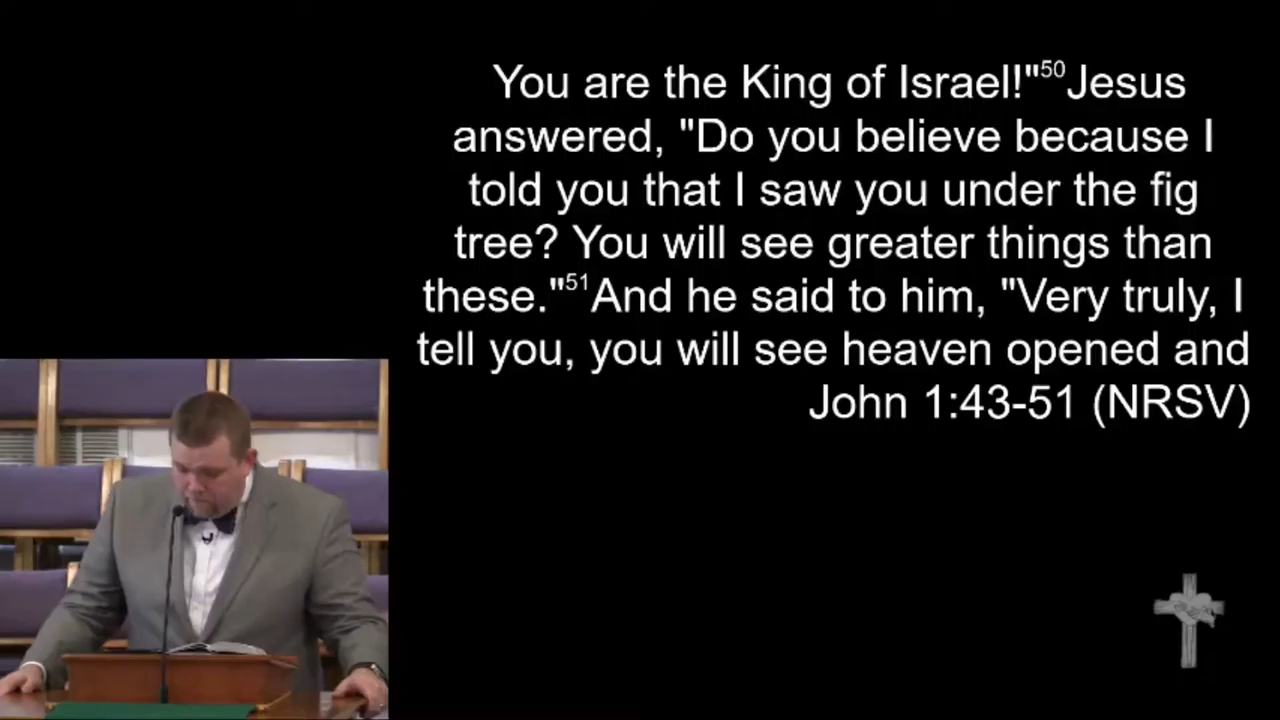 You are the King of Israel!"50Jesus
answered, "Do you believe because I
told you that I saw you under the fig
tree? You will see greater things than
these."51And he said to him, "Very truly, I
tell you, you will see heaven opened and
John 1:43-51 (NRSV)